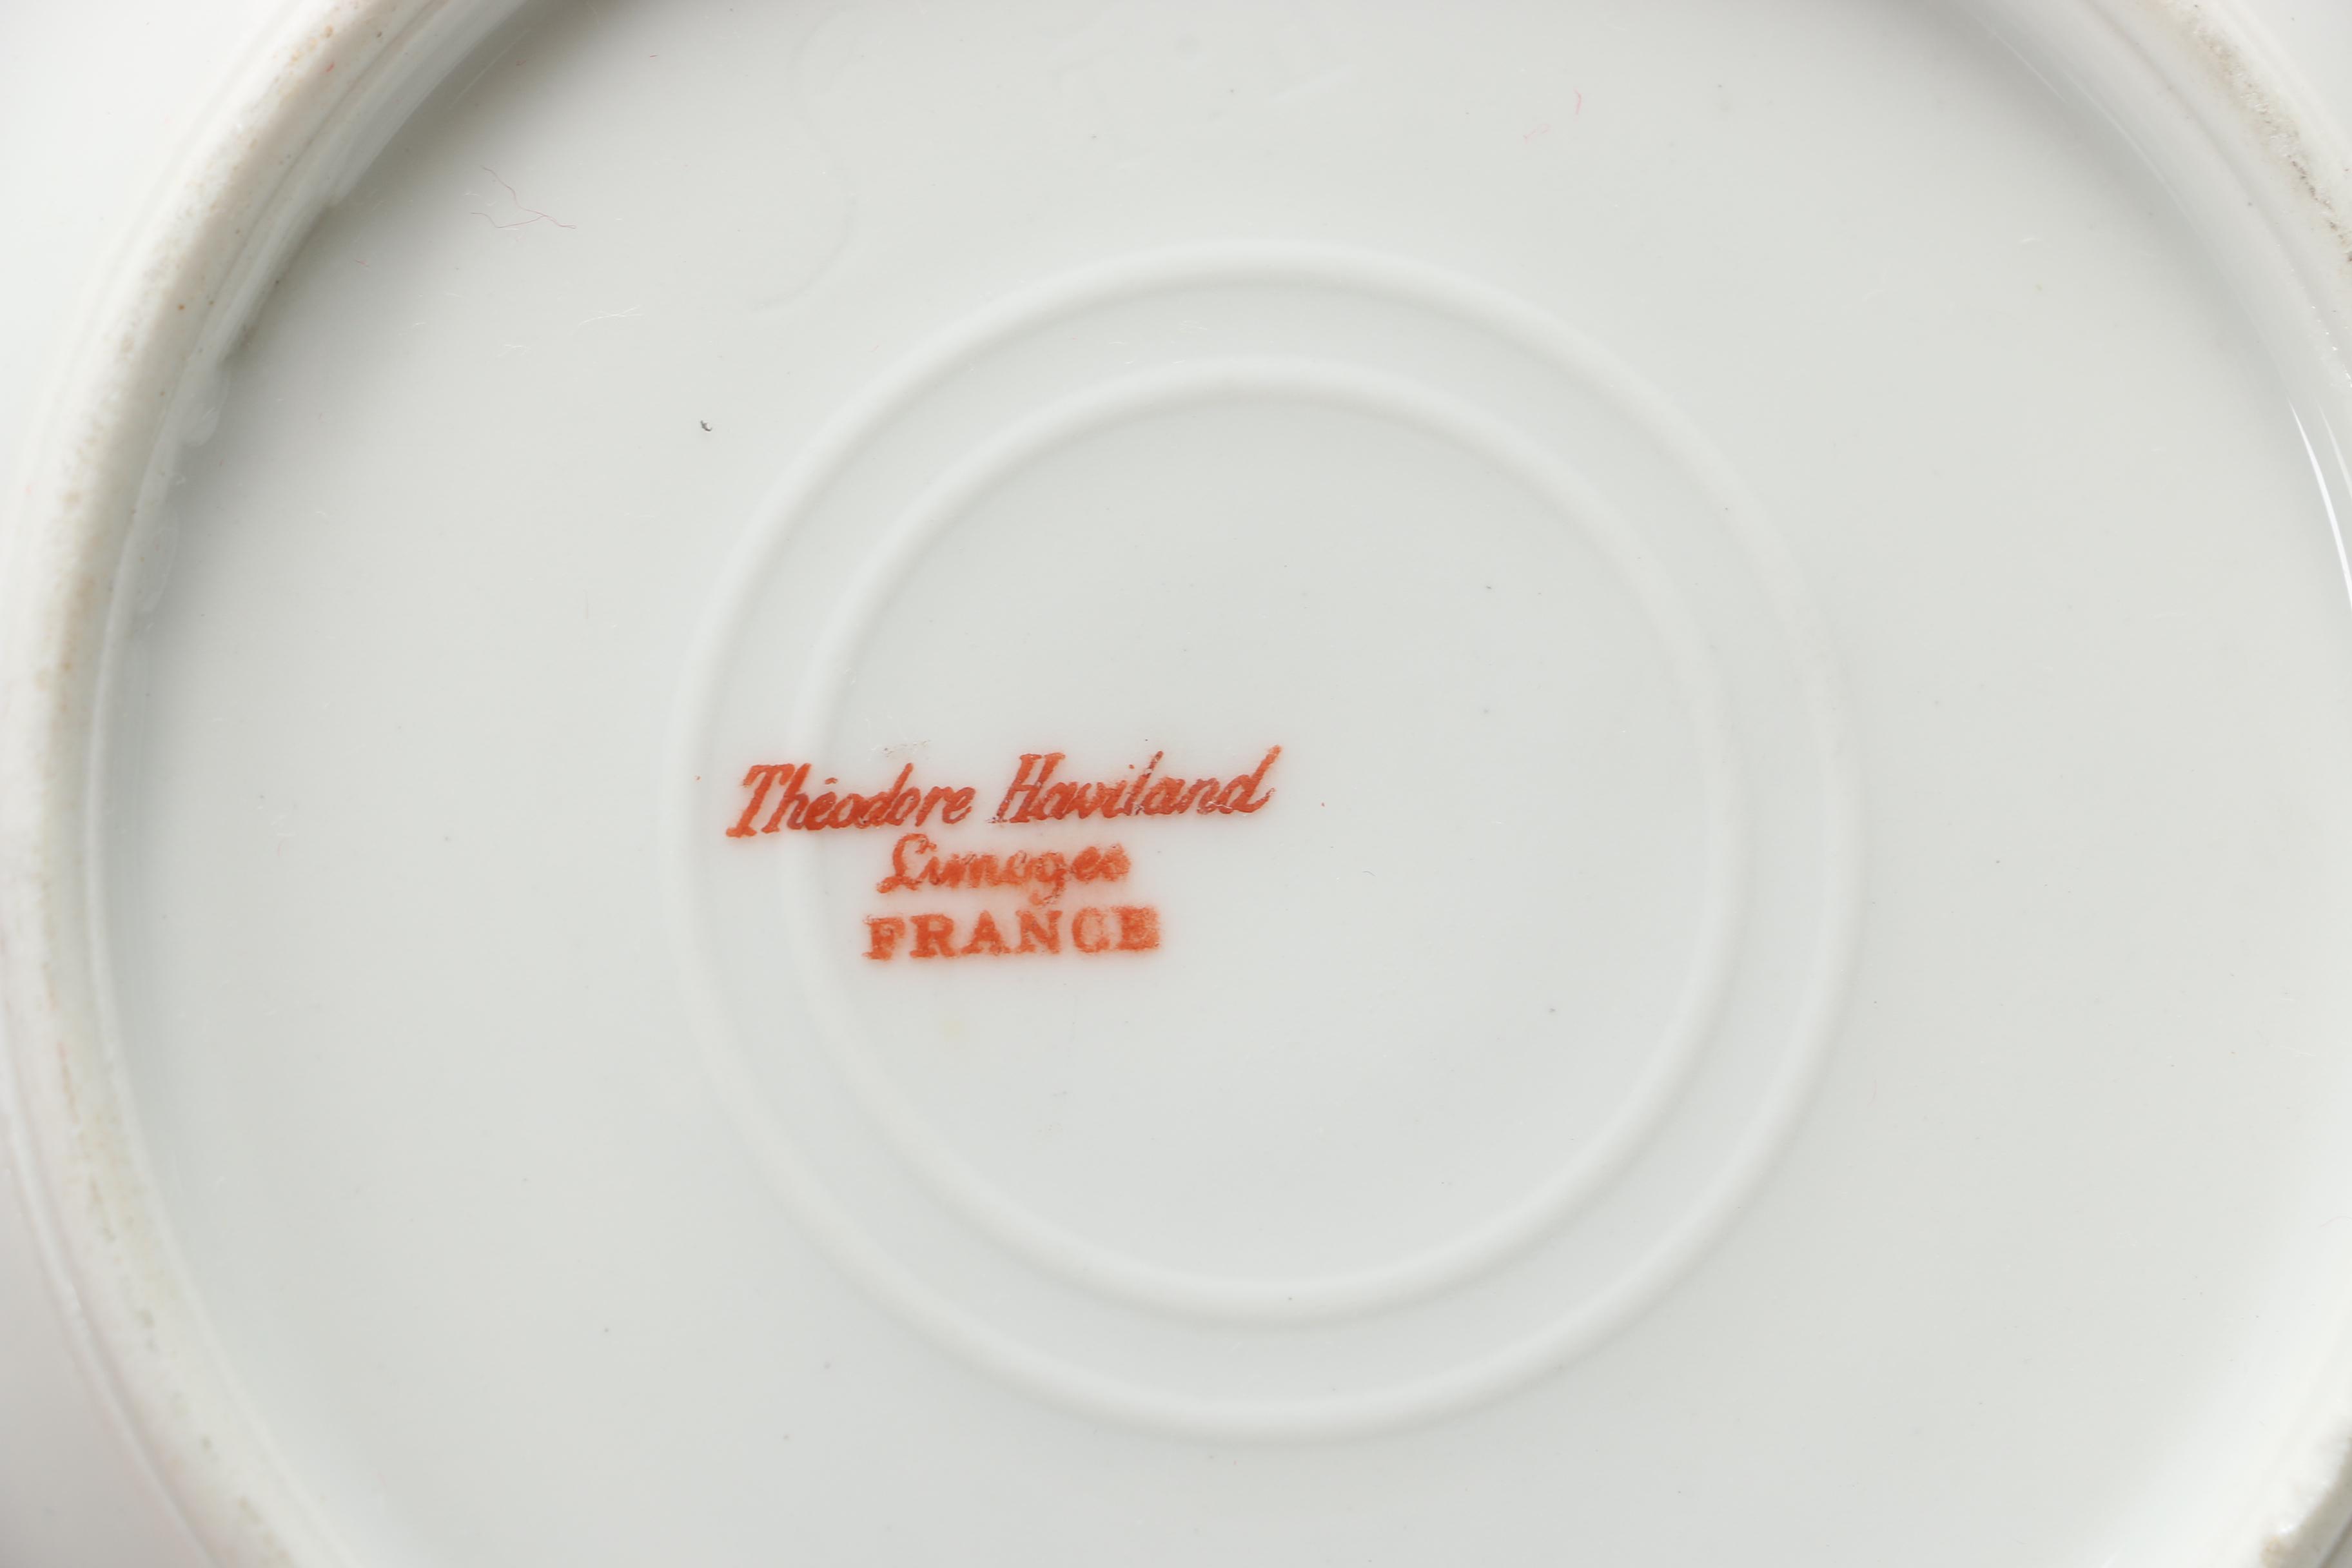 Théodore Haviland
Limoges
FRANCE